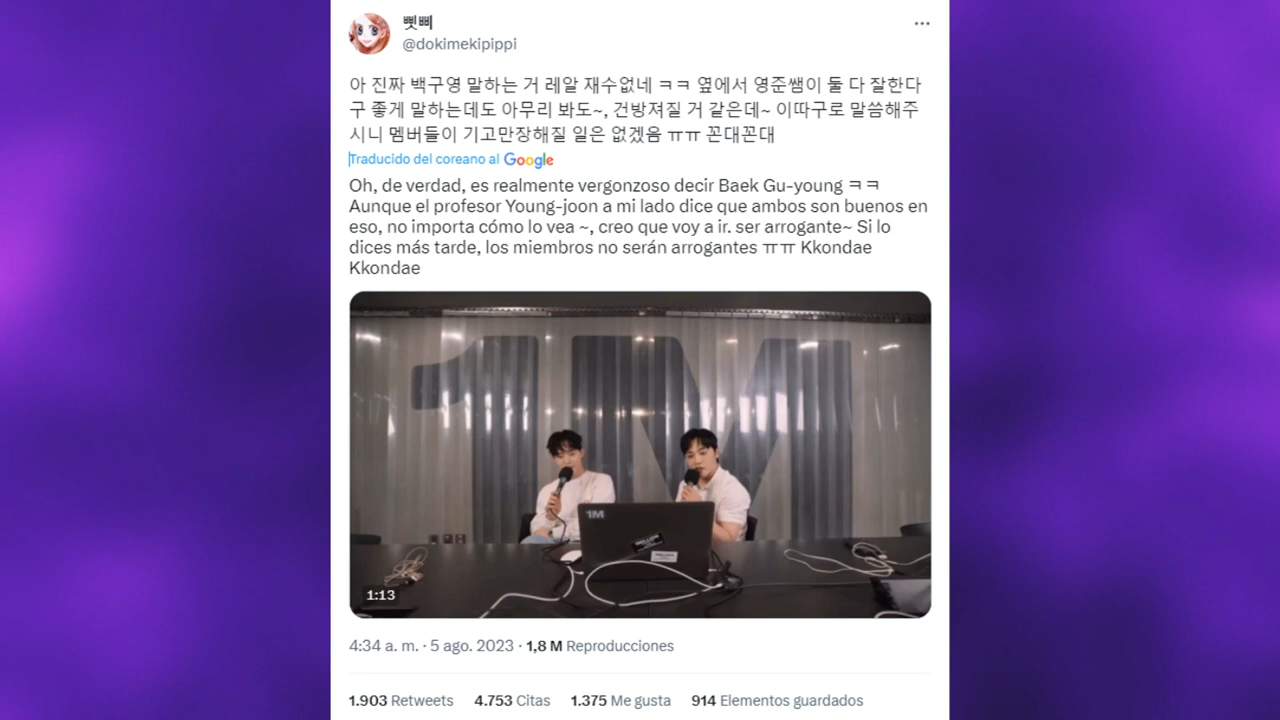 삣삐
@dokimekipippi
아 진짜 백구영 말하는 거 레알 재수없네 ㅋㅋ 옆에서 영준쌤이 둘 다 잘한다
구 좋게 말하는데도 아무리 봐도~, 건방져질 거 같은데~ 이따구로 말씀해주
시니 멤버들이 기고만장해질 일은 없겠음 ㅠㅠ 꼰대꼰대
Traducido del coreano al Google
Oh, de verdad, es realmente vergonzoso decir Baek Gu-young ㅋㅋ
Aunque el profesor Young-joon a mi lado dice que ambos son buenos en
eso, no importa cómo lo vea ~, creo que voy a ir. ser arrogante~ Si lo
dices más tarde, los miembros no serán arrogantes ㅠㅠ Kkondae
Kkondae
1M
1M
1:13
4:34 a. m. · 5 ago. 2023 · 1,8 M Reproducciones
1.903 Retweets 4.753 Citas 1.375 Me gusta 914 Elementos guardados